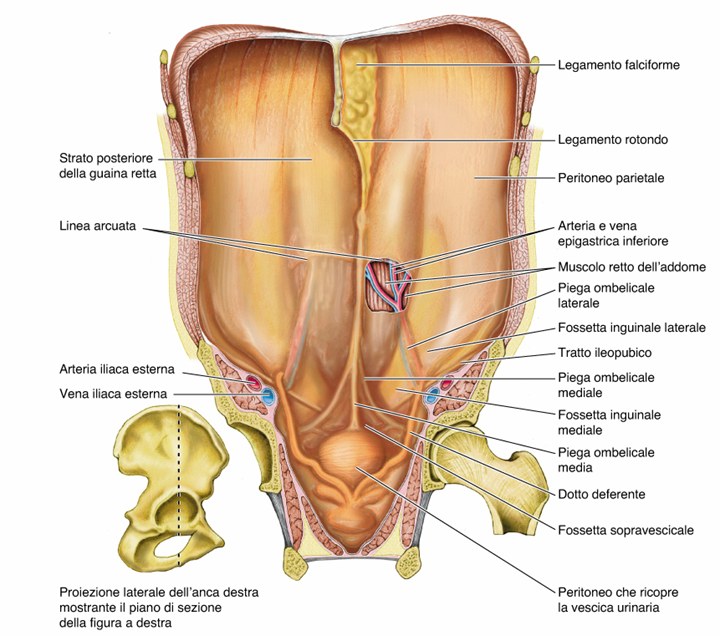 Legamento falciforme
Legamento rotondo
Strato posteriore
della guaina retta
Peritoneo parietale
Linea arcuata
Arteria e vena
epigastrica inferiore
Muscolo retto dell'addome
Piega ombelicale
laterale
Fossetta inguinale laterale
Tratto ileopubico
Arteria iliaca esterna
Vena iliaca esterna
Piega ombelicale
mediale
Fossetta inguinale
mediale
Piega ombelicale
media
Dotto deferente
Fossetta sopravescicale
Peritoneo che ricopre
la vescica urinaria
Proiezione laterale dell'anca destra
mostrante il piano di sezione
della figura a destra